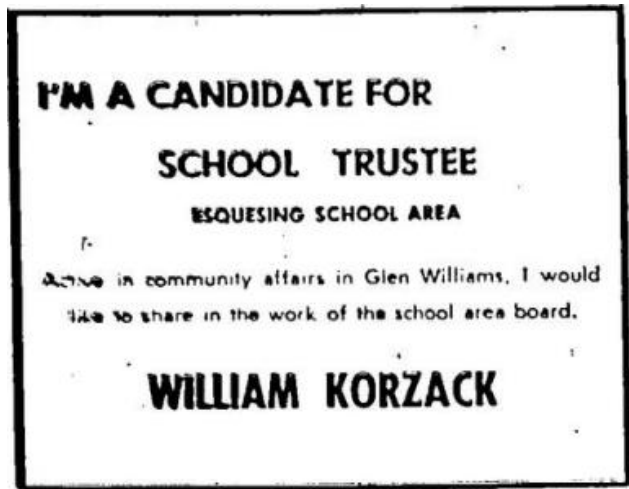 I'M A CANDIDATE FOR
SCHOOL TRUSTEE
ESQUESING SCHOOL AREA
Active in community affairs in Glen Williams, I would
like to share in the work of the school area board.
WILLIAM KORZACK